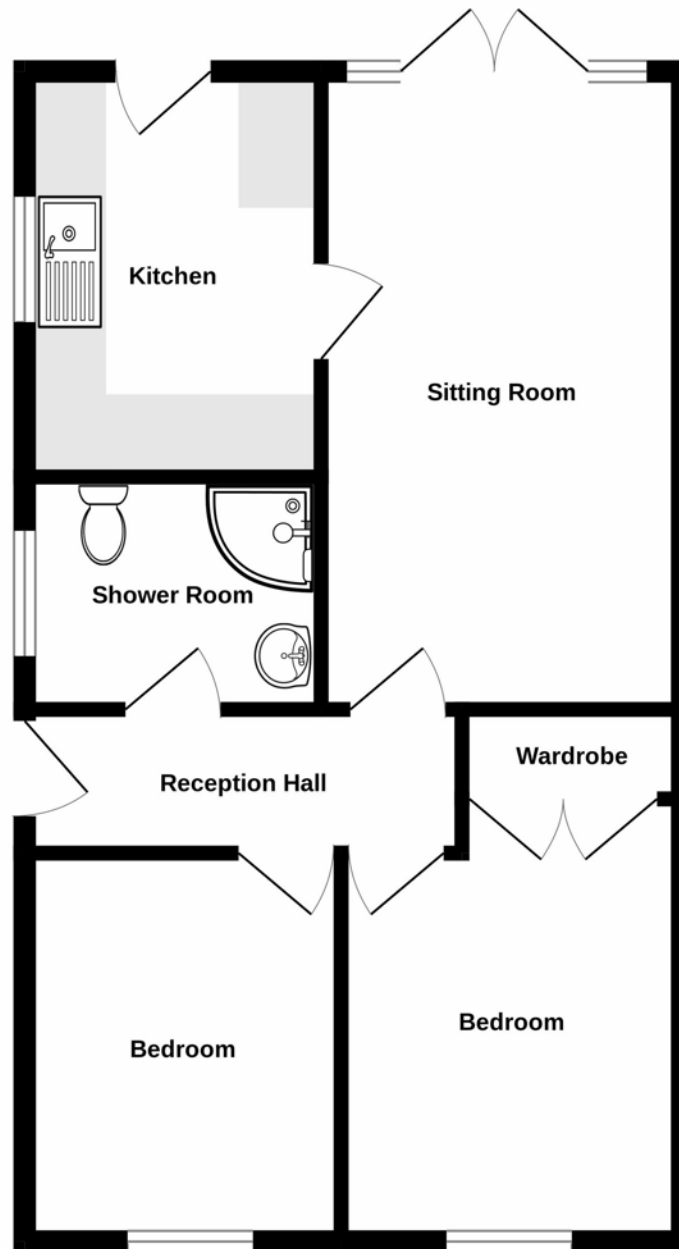 Kitchen
Sitting Room
Shower Room
Wardrobe
Reception Hall
Bedroom
Bedroom